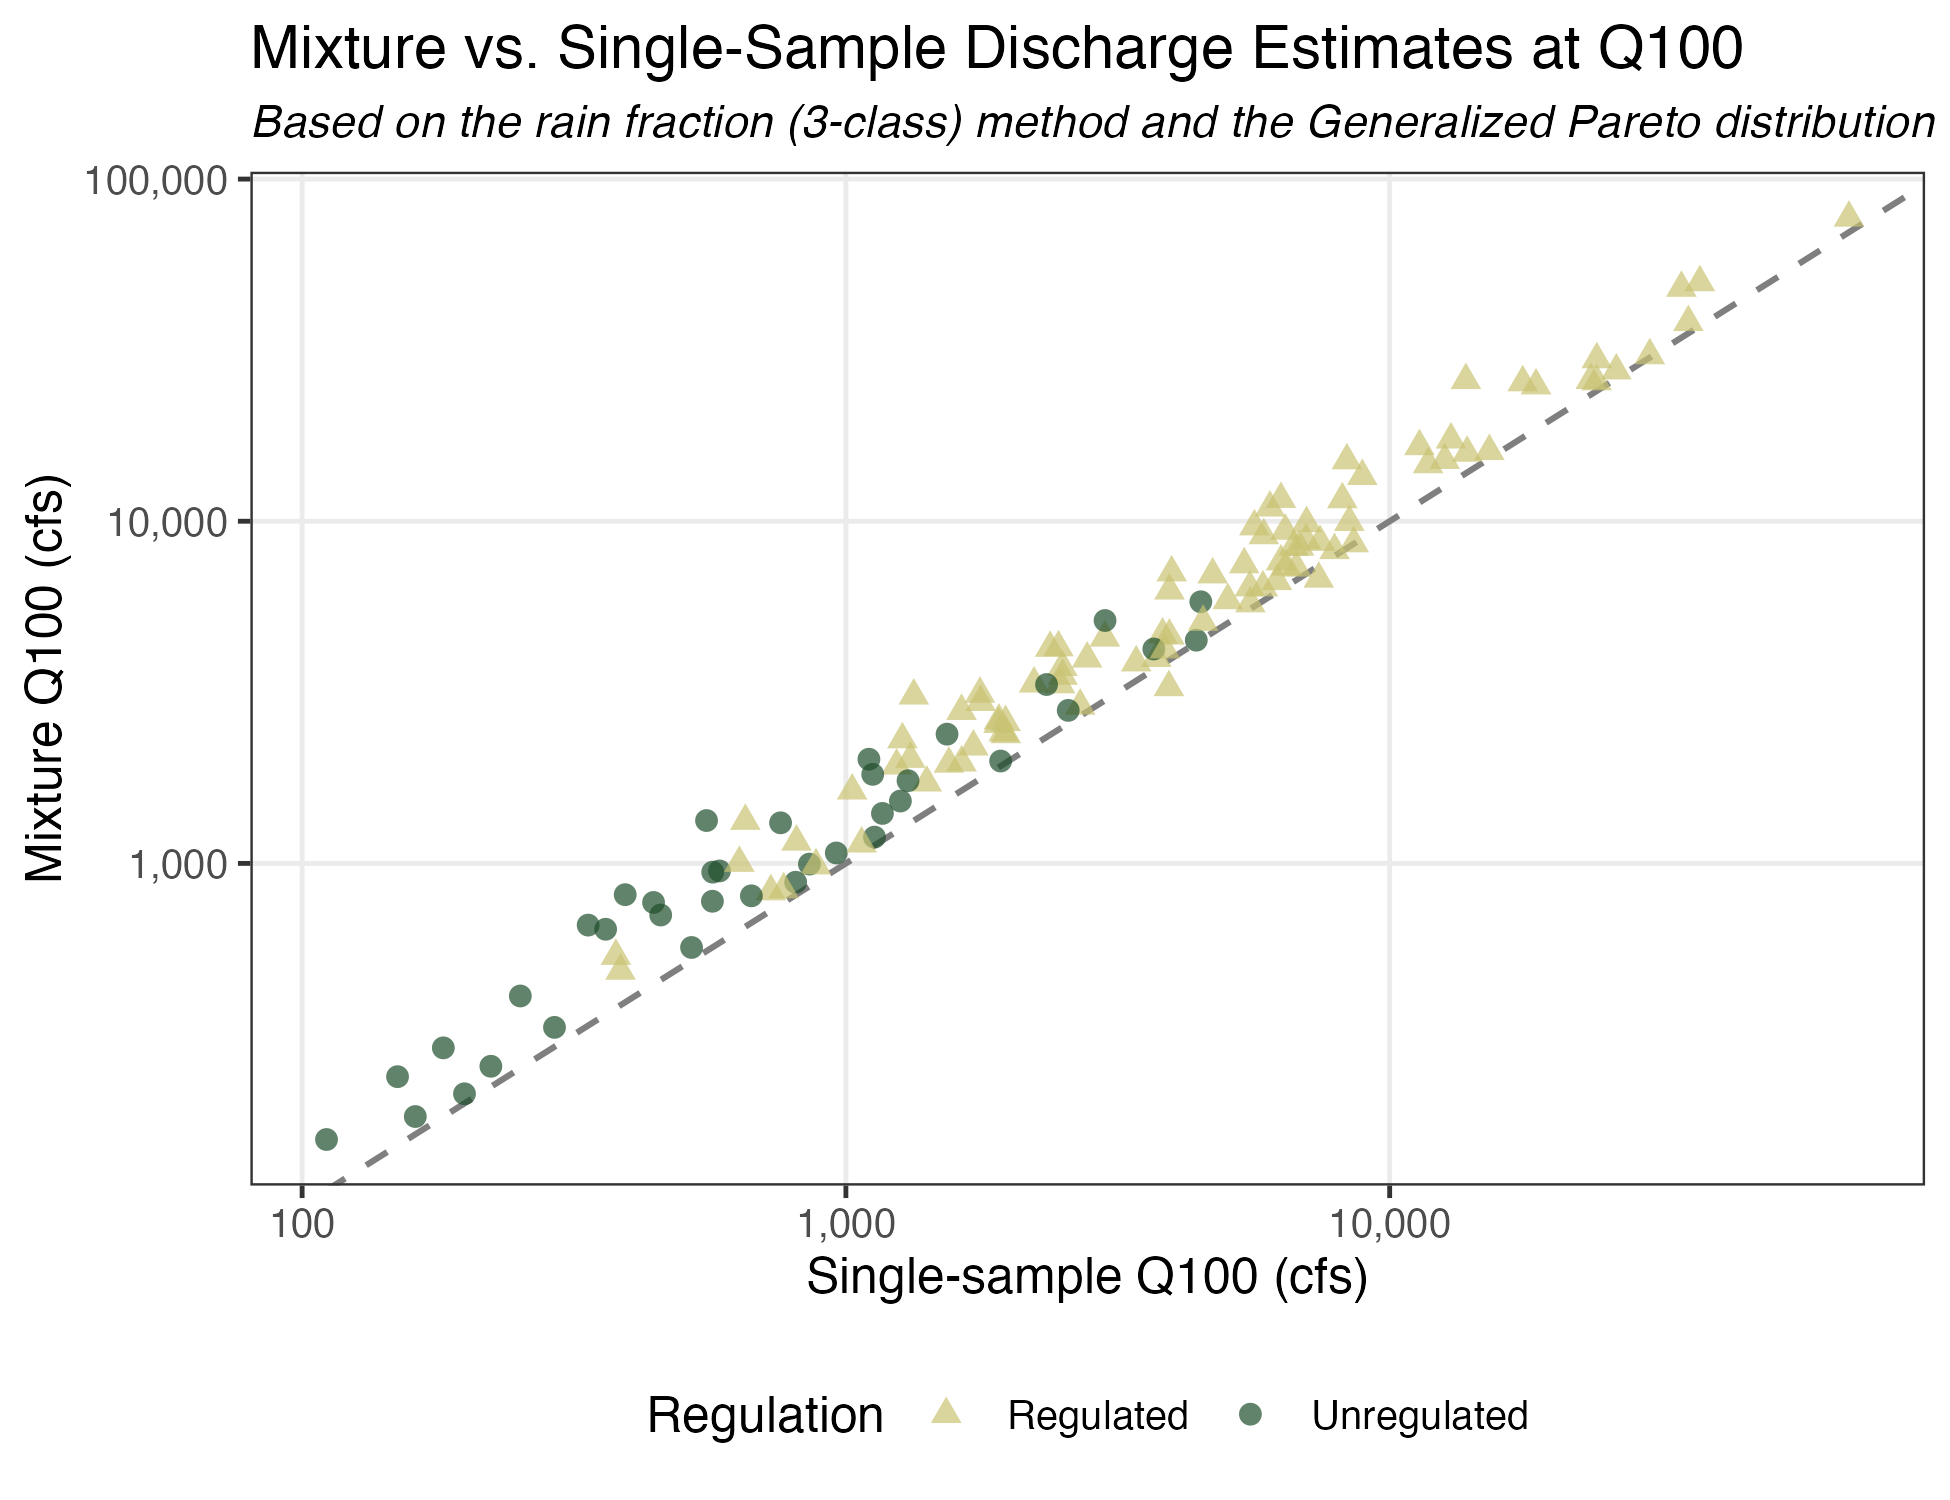 Mixture vs. Single-Sample Discharge Estimates at Q100
Based on the rain fraction (3-class) method and the Generalized Pareto distribution
Mixture Q100 (cfs)
100,000
10,000
1,000
100
1,000
10,000
Single-sample Q100 (cfs)
Regulation
Regulated
Unregulated